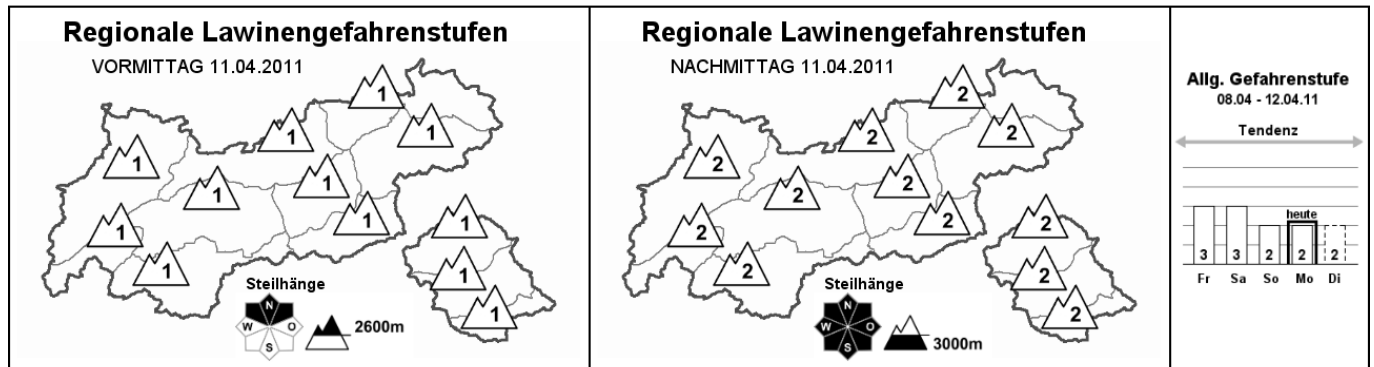 Regionale Lawinengefahrenstufen
VORMITTAG 11.04.2011
1
1
1
1
1
1
1
1
1
1
1
1
Steilhänge
N
W O
S
2600m
Regionale Lawinengefahrenstufen
NACHMITTAG 11.04.2011
2
2
2
2
2
2
2
2
2
2
2
2
Steilhänge
N
W O
S
3000m
Allg. Gefahrenstufe
08.04 - 12.04.11
Tendenz
heute
3 3 2 2 2
Fr Sa So Mo Di